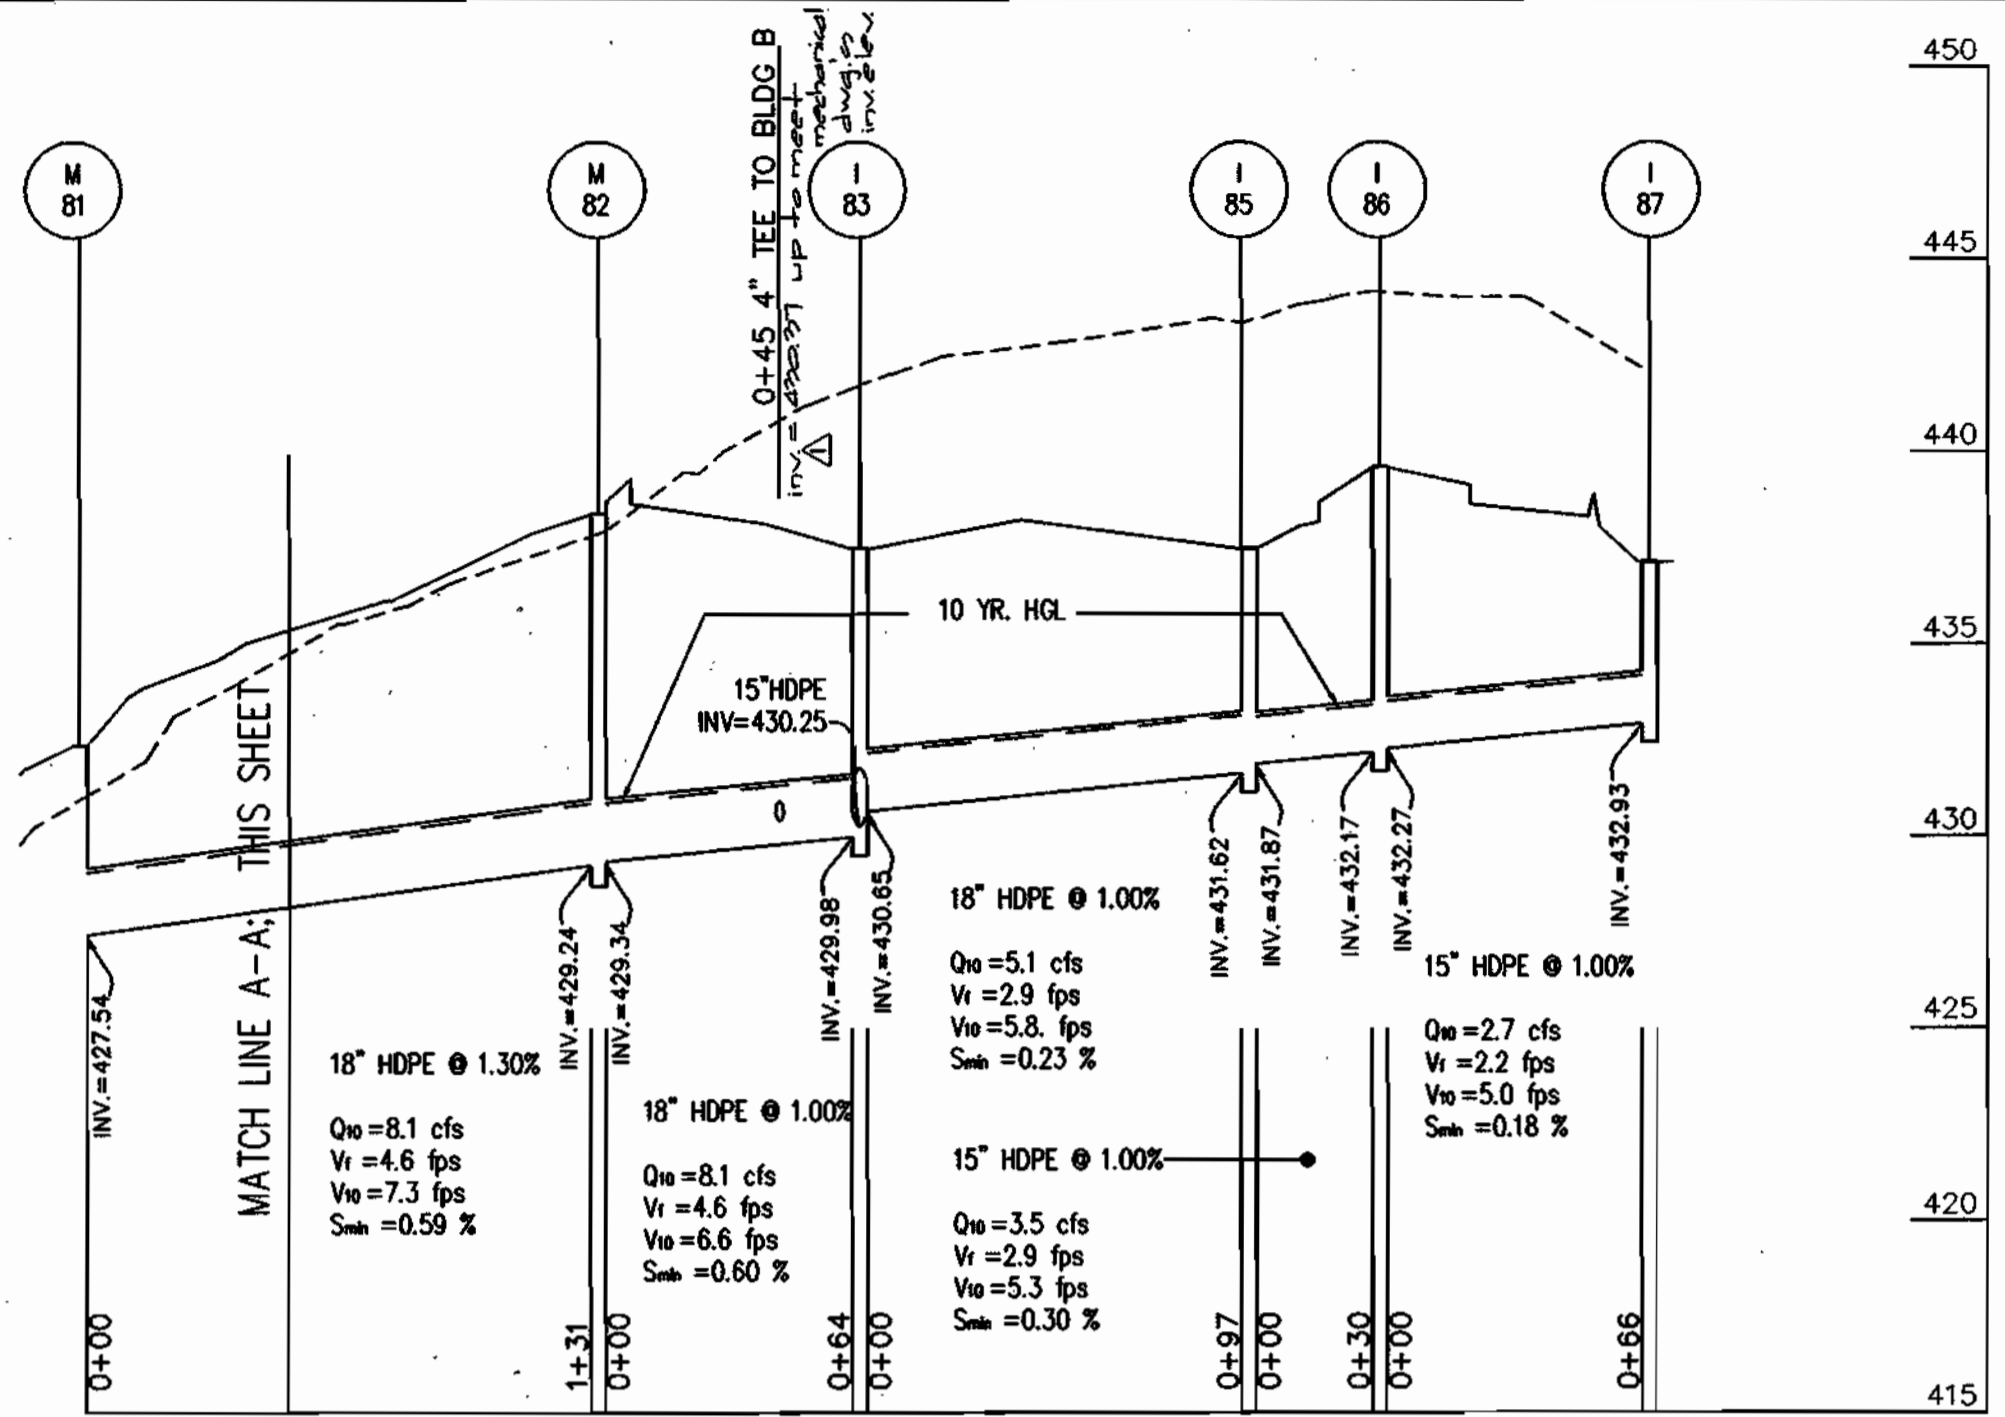 450
445
440
435
430
425
420
415
M
81
M
82
I
83
I
85
I
86
I
87
0+45 4" TEE TO BLDG B
up to meet
mechanical
dwg.'s
inv. elev.
1
MATCH LINE A-A; THIS SHEET
10 YR. HGL
15"HDPE
INV=430.25
INV.=427.54
INV.=429.24
INV.=429.34
INV.=429.98
INV.=430.65
INV.=431.62
INV.=431.87
INV.=432.17
INV.=432.27
INV.=432.93
18" HDPE @ 1.30%
Q10 =8.1 cfs
Vf =4.6 fps
V10 =7.3 fps
Smin =0.59 %
18" HDPE @ 1.00%
Q10 =8.1 cfs
Vf =4.6 fps
V10 =6.6 fps
Smin =0.60 %
18" HDPE @ 1.00%
Q10 =5.1 cfs
Vf =2.9 fps
V10 =5.8. fps
Smin =0.23 %
15" HDPE @ 1.00%
Q10 =3.5 cfs
Vf =2.9 fps
V10 =5.3 fps
Smin =0.30 %
15" HDPE @ 1.00%
Q10 =2.7 cfs
Vf =2.2 fps
V10 =5.0 fps
Smin =0.18 %
0+00
1+31
0+00
0+64
0+00
0+97
0+00
0+30
0+00
0+66